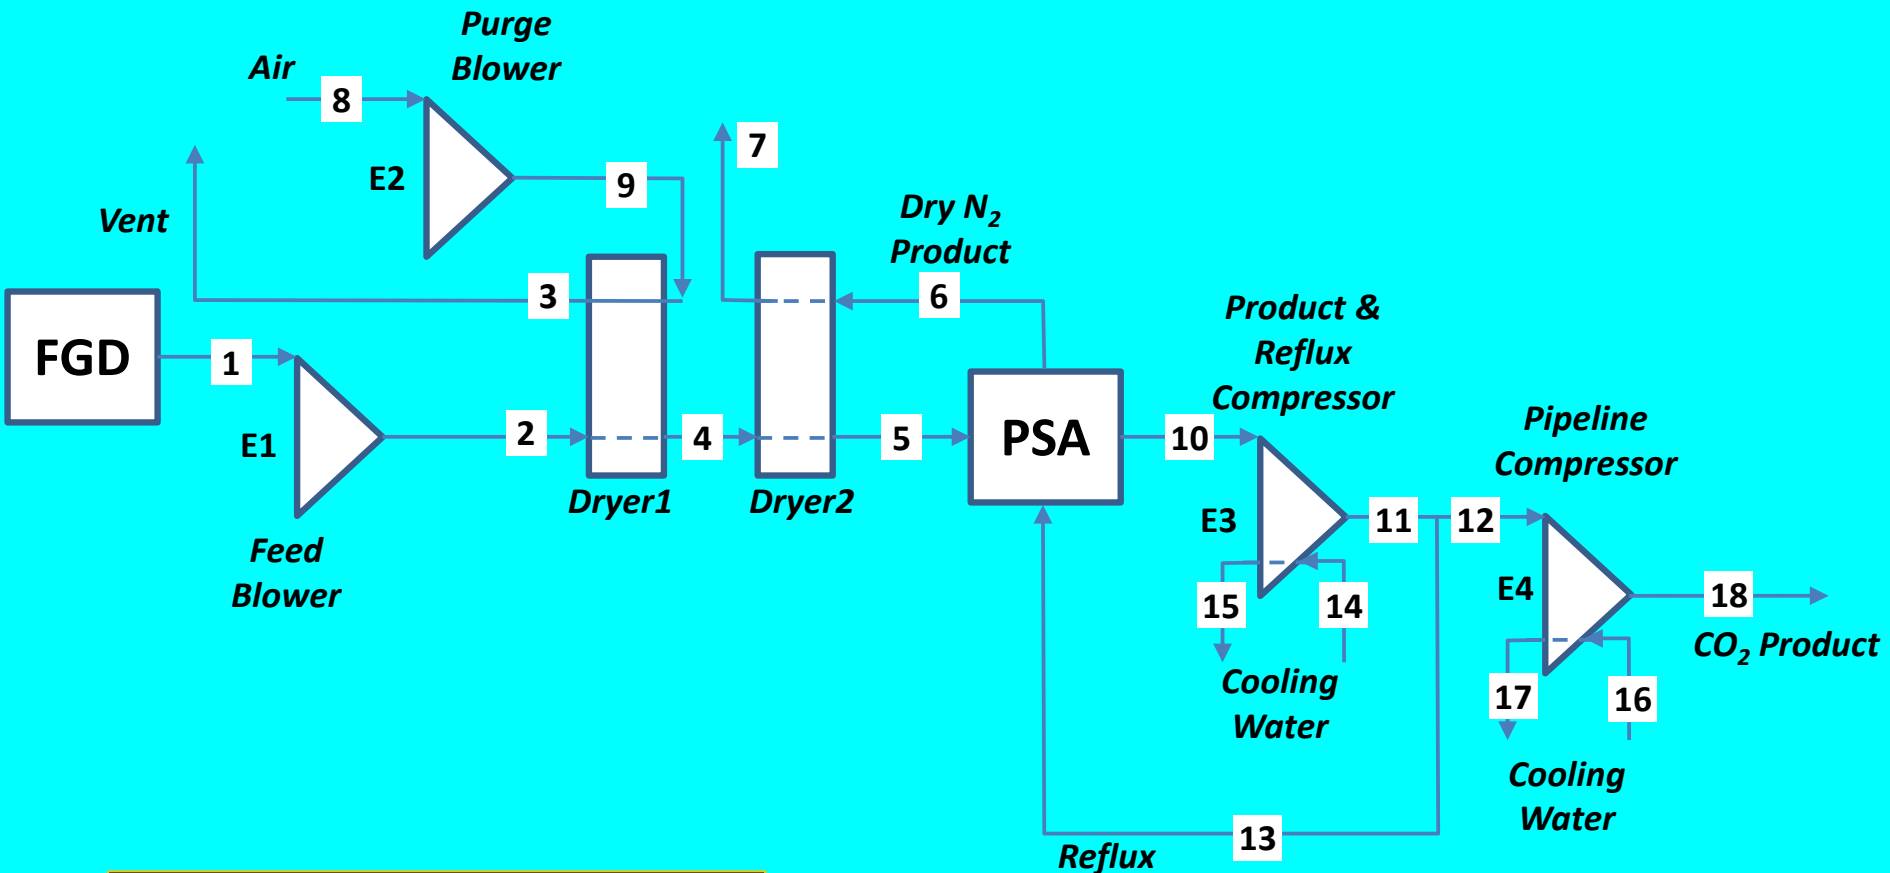 Purge
Blower
Air
8
E2
9
7
Vent
Dry N2
Product
3
6
FGD
1
E1
2
4
5
PSA
10
Product &
Reflux
Compressor
Pipeline
Compressor
Dryer1
Dryer2
Feed
Blower
E3
11
12
15
14
Cooling
Water
E4
18
CO2 Product
17
16
Cooling
Water
13
Reflux